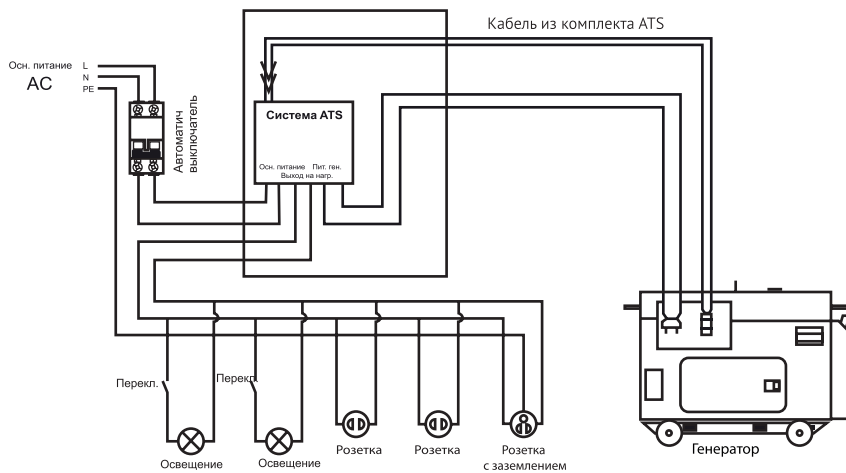 Кабель из комплекта ATS
Осн. питание L
AC
N
PE
Автоматич
выключатель
Система ATS
Осн. питание Пит. ген.
Выход на нагр.
Перекл.
Перекл.
Освещение
Освещение
Розетка
Розетка
Розетка
с заземлением
Генератор